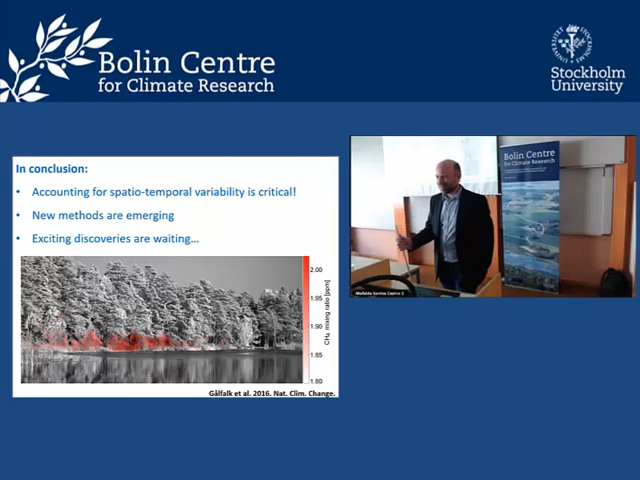 Bolin Centre
for Climate Research
Stockholm
University
In conclusion:
• Accounting for spatio-temporal variability is critical!
• New methods are emerging
• Exciting discoveries are waiting…
2.00
1.95
1.90
1.85
1.80
CH₄ mixing ratio [ppm]
Gålfalk et al. 2016. Nat. Clim. Change.
Bolin Centre
for Climate Research